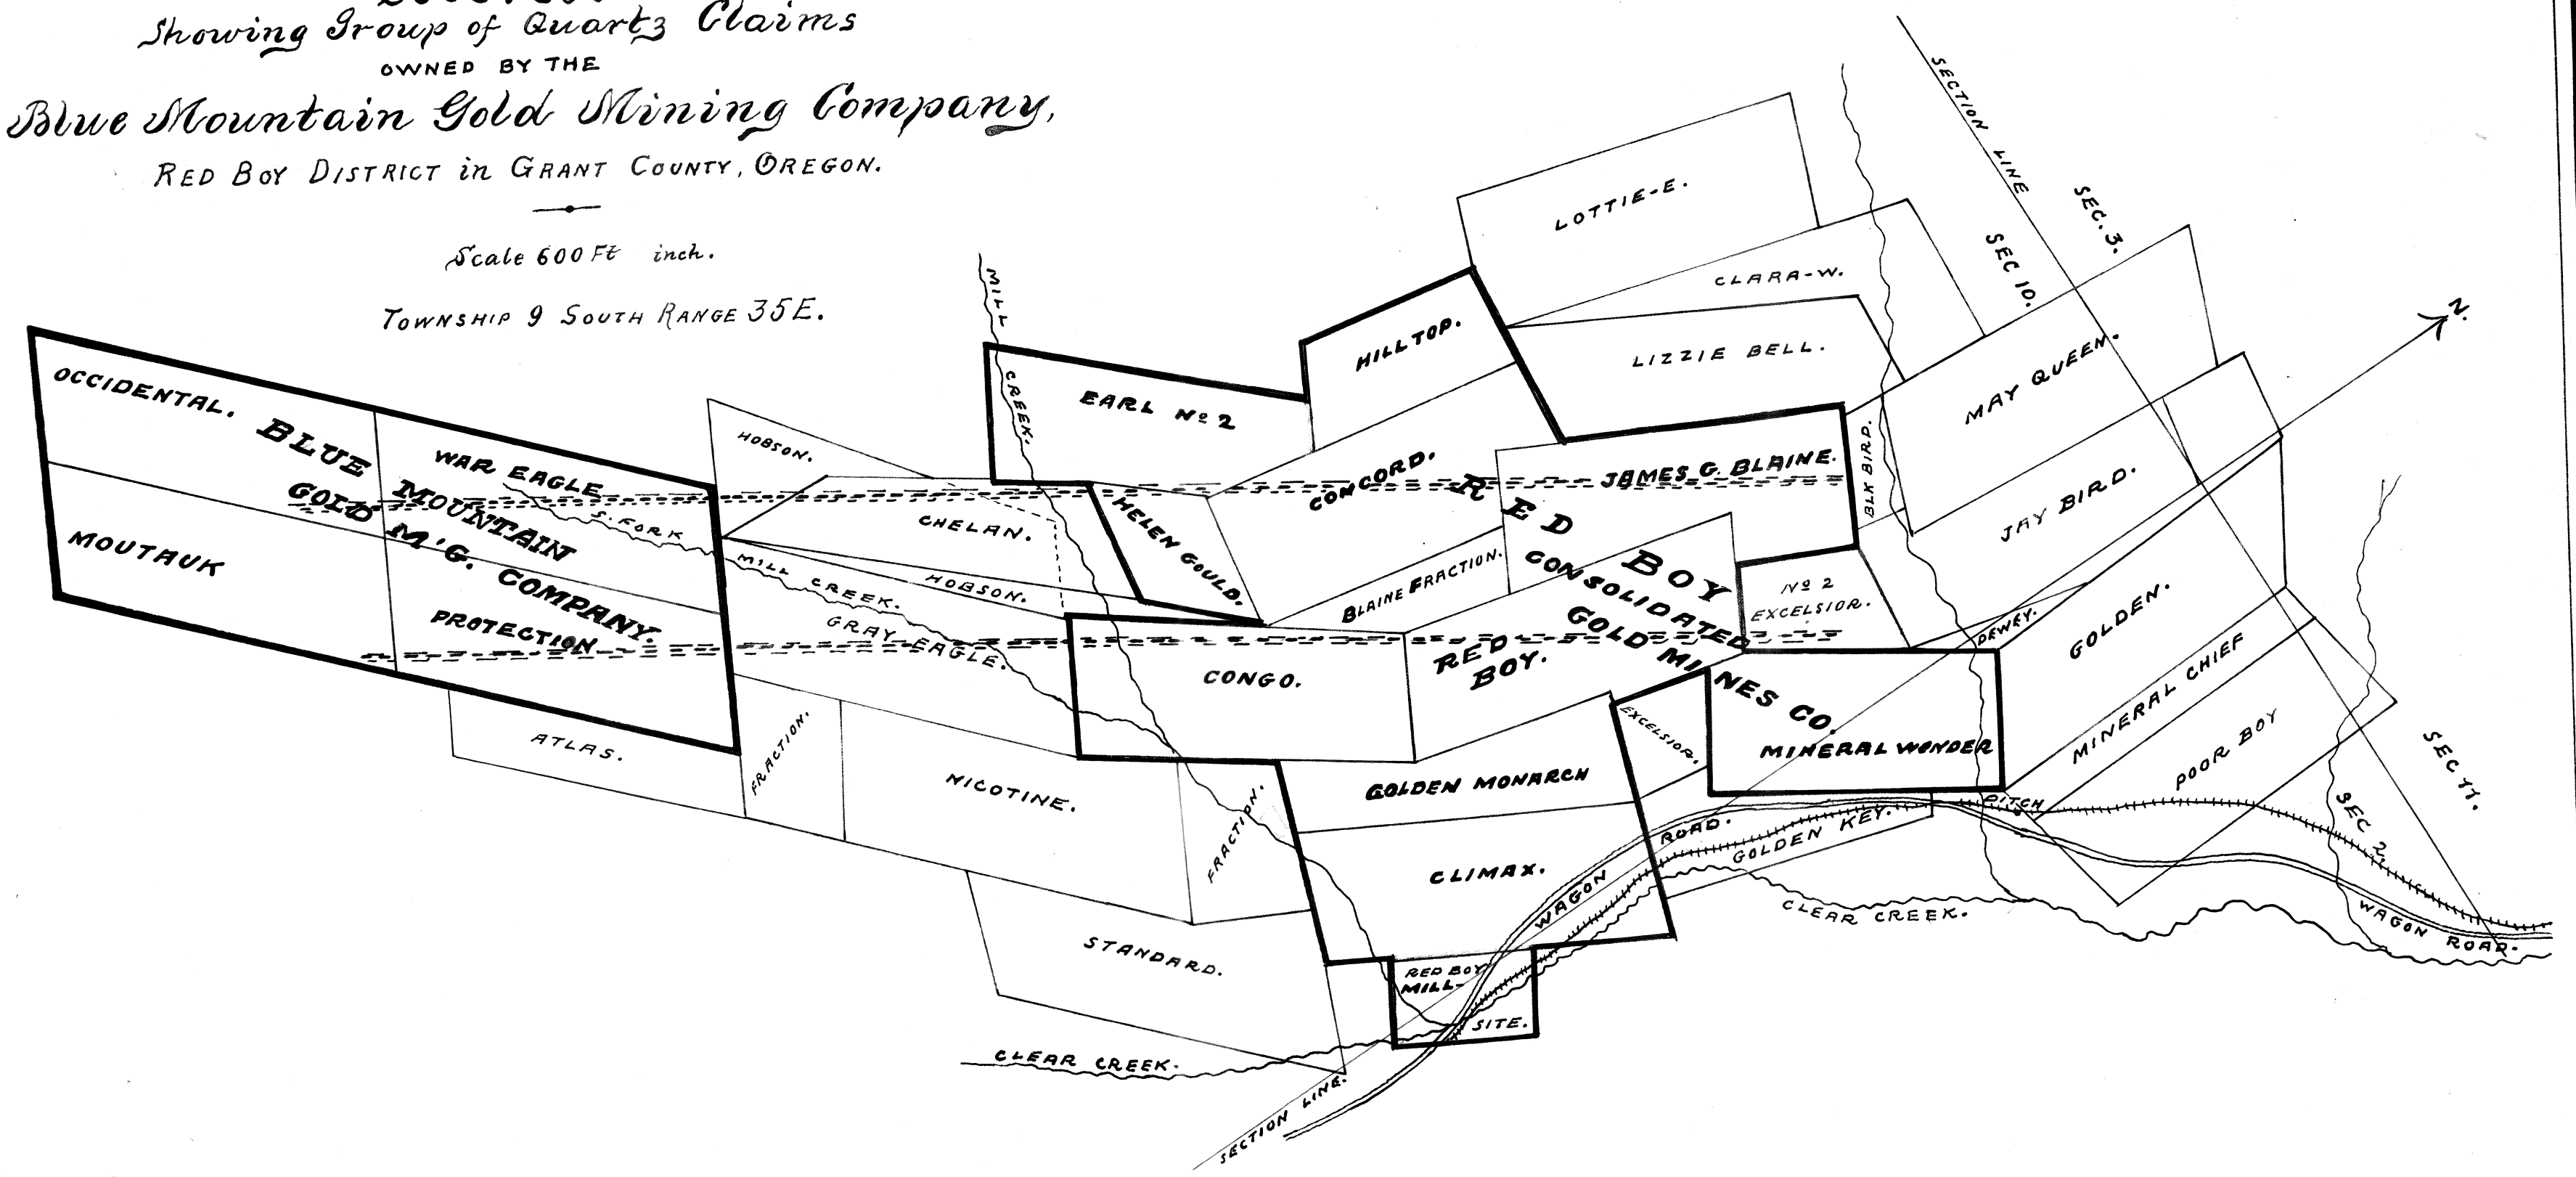 Showing Group of Quartz Claims
OWNED BY THE
Blue Mountain Gold Mining Company,
RED BOY DISTRICT in GRANT COUNTY, OREGON.
Scale 600 Ft inch.
TOWNSHIP 9 SOUTH RANGE 35E.
OCCIDENTAL.
MOUTAUK
WAR EAGLE
PROTECTION
BLUE MOUNTAIN
GOLD M'G. COMPANY.
S. FORK
MILL CREEK.
HOBSON.
CHELAN.
HOBSON.
GRAY EAGLE.
ATLAS.
FRACTION.
NICOTINE.
FRACTION.
STANDARD.
MILL CREEK.
EARL No 2
HILL TOP.
HELEN GOULD.
CONCORD.
BLAINE FRACTION.
JAMES G. BLAINE.
RED BOY
CONSOLIDATED
GOLD MINES CO.
CONGO.
RED
BOY.
EXCELSIOR.
GOLDEN MONARCH
CLIMAX.
RED BOY
MILL
SITE.
MINERAL WONDER
LOTTIE-E.
CLARA-W.
LIZZIE BELL.
BLK BIRD.
No 2
EXCELSIOR.
DEWEY.
MAY QUEEN.
JAY BIRD.
GOLDEN.
MINERAL CHIEF
POOR BOY
GOLDEN KEY.
DITCH
WAGON ROAD.
CLEAR CREEK.
CLEAR CREEK.
WAGON ROAD.
SECTION LINE.
SECTION LINE
SEC. 3.
SEC 10.
SEC 11.
SEC 2.
N.